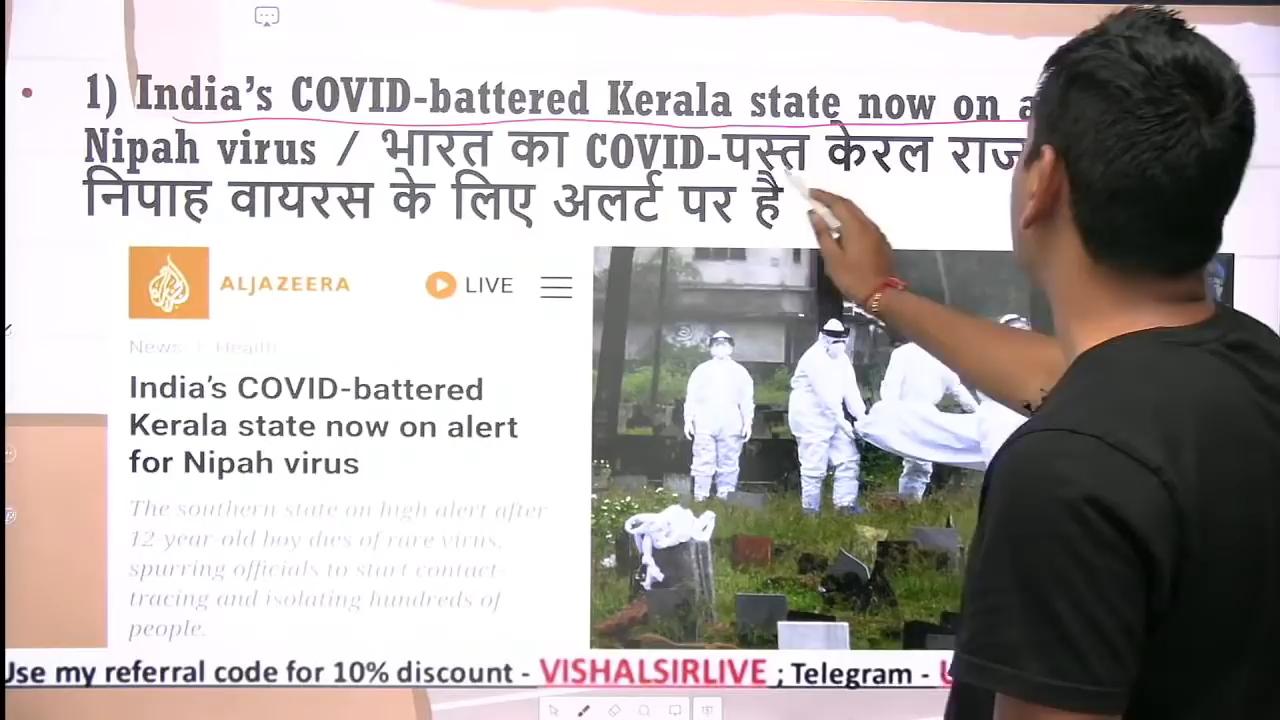 1) India's COVID-battered Kerala state now on
Nipah virus / भारत का COVID-पस्त केरल
निपाह वायरस के लिए अलर्ट पर है
ALJAZEERA
LIVE
News Health
India's COVID-battered
Kerala state now on alert
for Nipah virus
The southern state on high alert after
12-year-old boy dies of rare virus,
spurring officials to start contact-
tracing and isolating hundreds of
people.
Use my referral code for 10% discount - VISHALSIRLIVE ; Telegram -